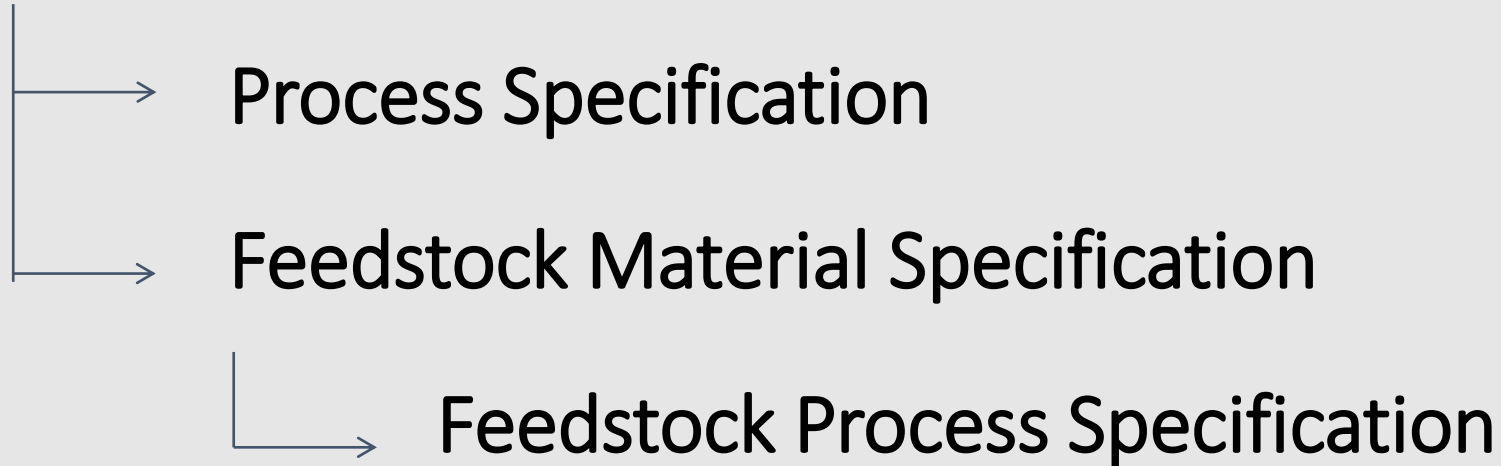 Process Specification
Feedstock Material Specification
Feedstock Process Specification